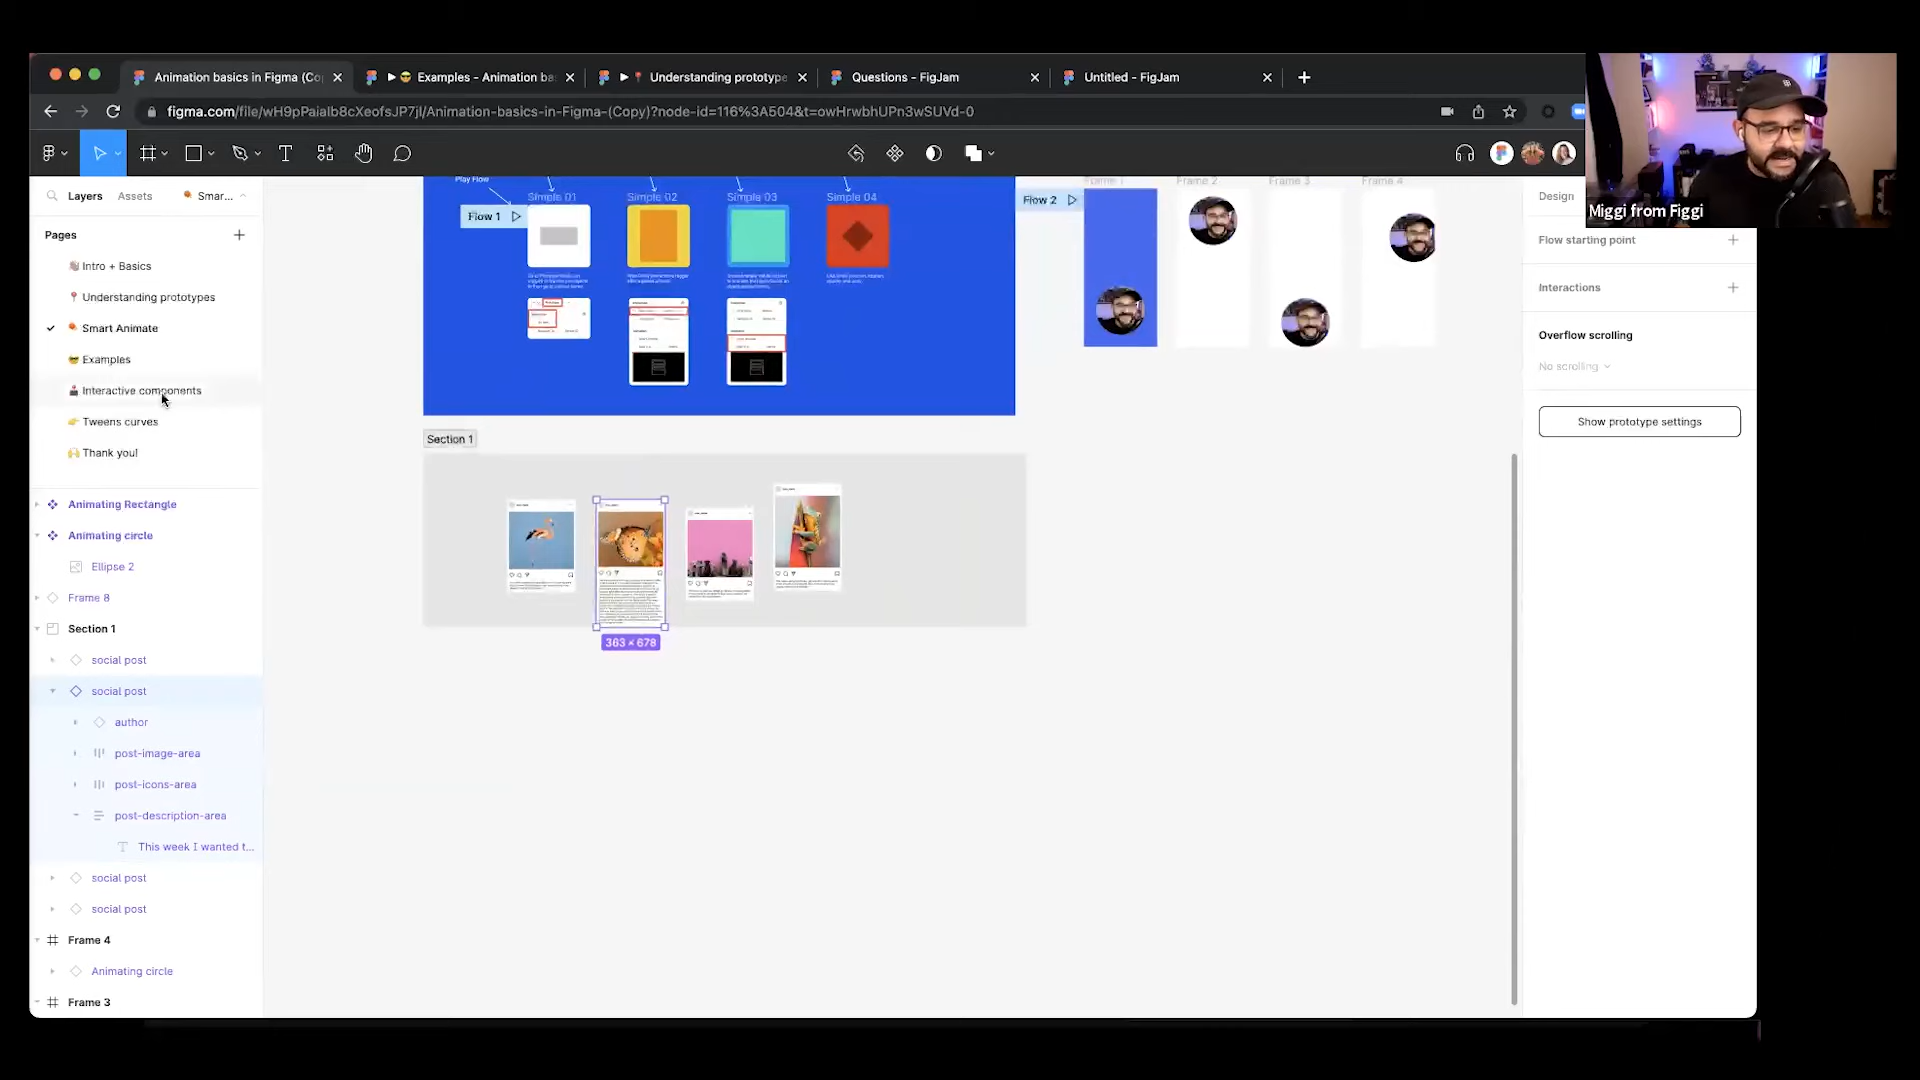 Animation basics in Figma (Co
Examples - Animation ba
Understanding prototype
Questions - FigJam
Untitled - FigJam
figma.com/file/wH9pPaialb8cXeofsJP7jl/Animation-basics-in-Figma-(Copy)?node-id=116%3A504&t=owHrwbhUPn3wSUVd-0
Miggi from Figgi
Layers
Assets
Smar...
Pages
Intro + Basics
Understanding prototypes
Smart Animate
Examples
Interactive components
Tweens curves
Thank you!
Animating Rectangle
Animating circle
Ellipse 2
Frame 8
Section 1
social post
social post
author
post-image-area
post-icons-area
post-description-area
This week I wanted t...
social post
social post
Frame 4
Animating circle
Frame 3
Play Flow
Simple 01
Simple 02
Simple 03
Simple 04
Flow 1
Flow 2
Frame 1
Frame 2
Frame 3
Frame 4
Section 1
363 × 678
Design
Flow starting point
Interactions
Overflow scrolling
No scrolling
Show prototype settings